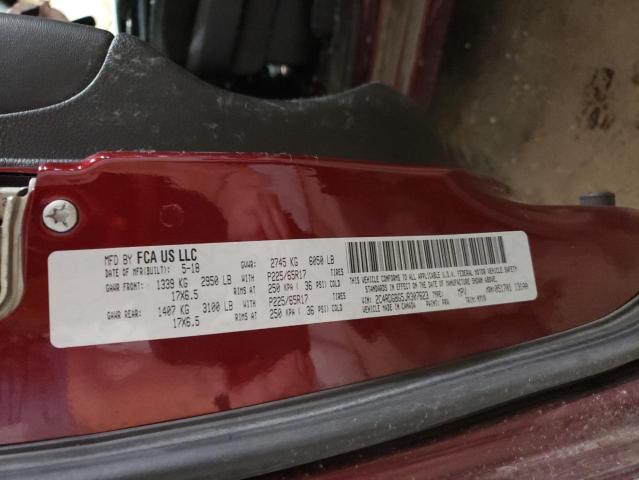 MFD BY FCA US LLC
DATE OF MFR(BUILT): 5-18 GVWR: 2745 KG 6050 LB
GAWR FRONT: 1339 KG 2950 LB WITH P225/65R17 TIRES
17X6.5 RIMS AT 250 KPA ( 36 PSI) COLD
GAWR REAR: 1407 KG 3100 LB WITH P225/65R17 TIRES
17X6.5 RIMS AT 250 KPA ( 36 PSI) COLD
THIS VEHICLE CONFORMS TO ALL APPLICABLE U.S.A. FEDERAL MOTOR VEHICLE SAFETY
STANDARDS IN EFFECT ON THE DATE OF MANUFACTURE SHOWN ABOVE.
VIN: TYPE: MPV
VEHICLE MADE IN CANADA PAINT: TRIM: